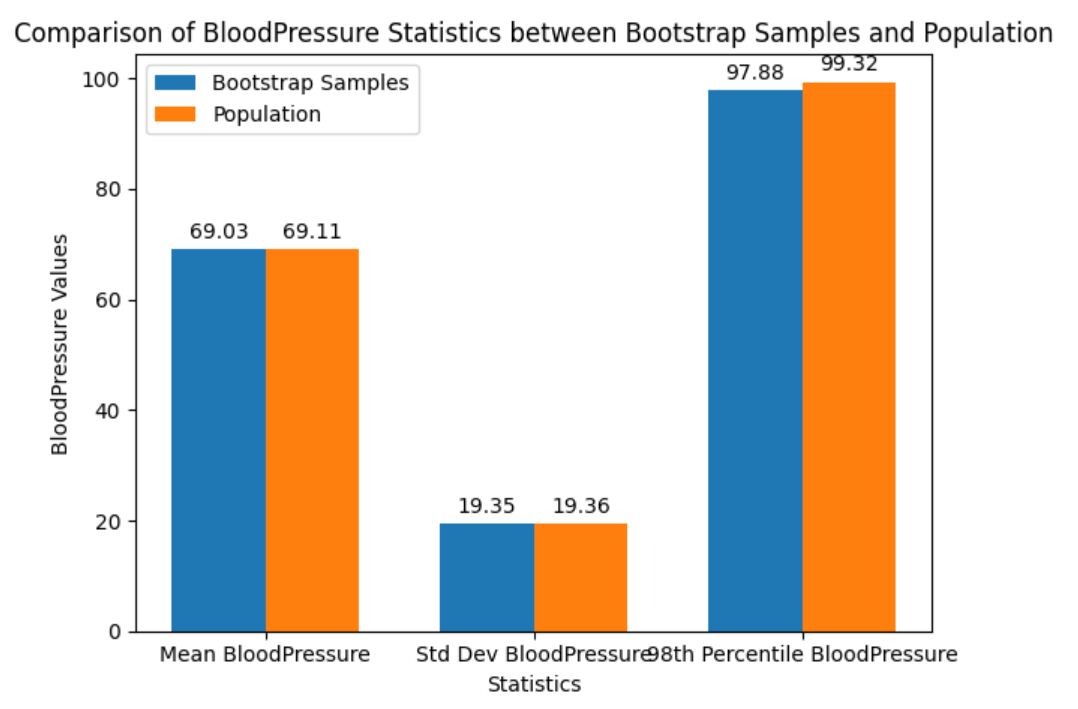 Comparison of BloodPressure Statistics between Bootstrap Samples and Population
Bootstrap Samples
Population
BloodPressure Values
100
80
60
40
20
0
69.03
69.11
19.35
19.36
97.88
99.32
Mean BloodPressure
Std Dev BloodPressure
98th Percentile BloodPressure
Statistics